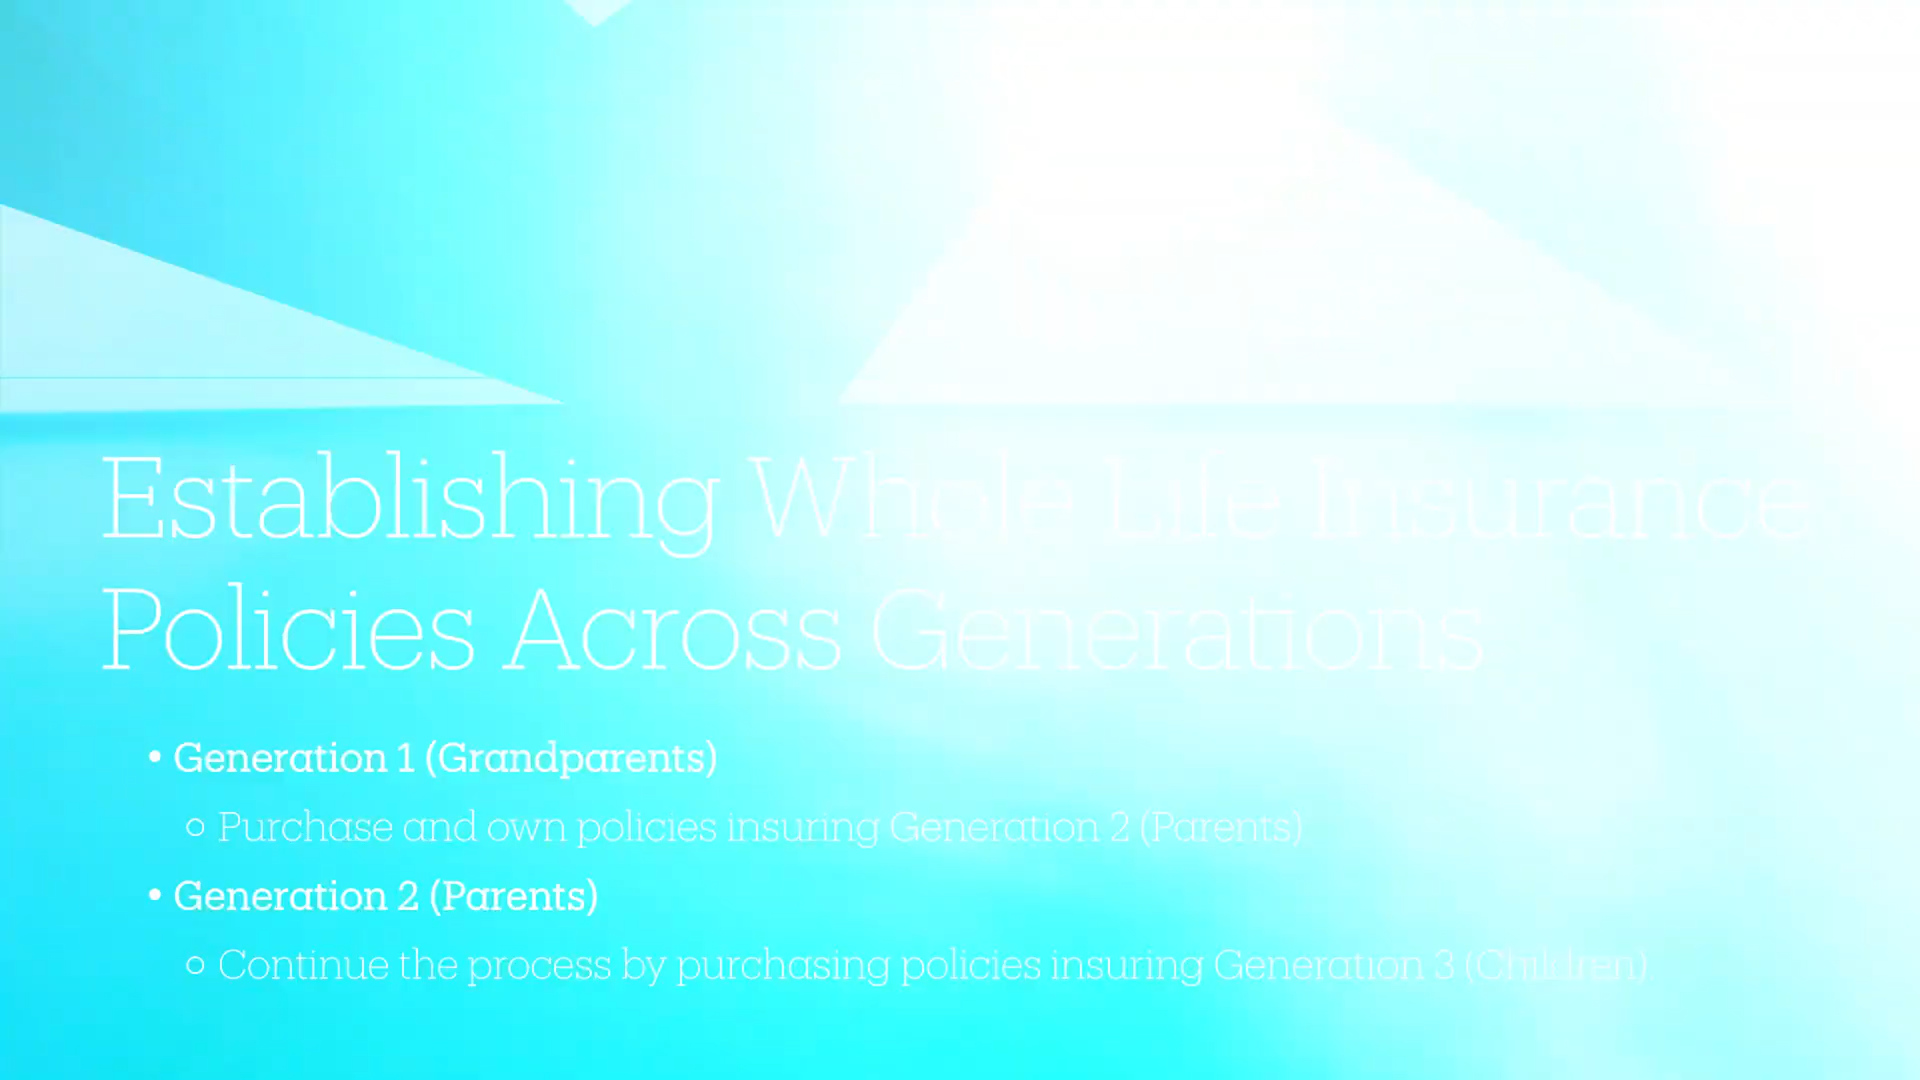 Establishing Whole Life Insurance
Policies Across Generations
• Generation 1 (Grandparents)
○ Purchase and own policies insuring Generation 2 (Parents)
• Generation 2 (Parents)
○ Continue the process by purchasing policies insuring Generation 3 (Children)